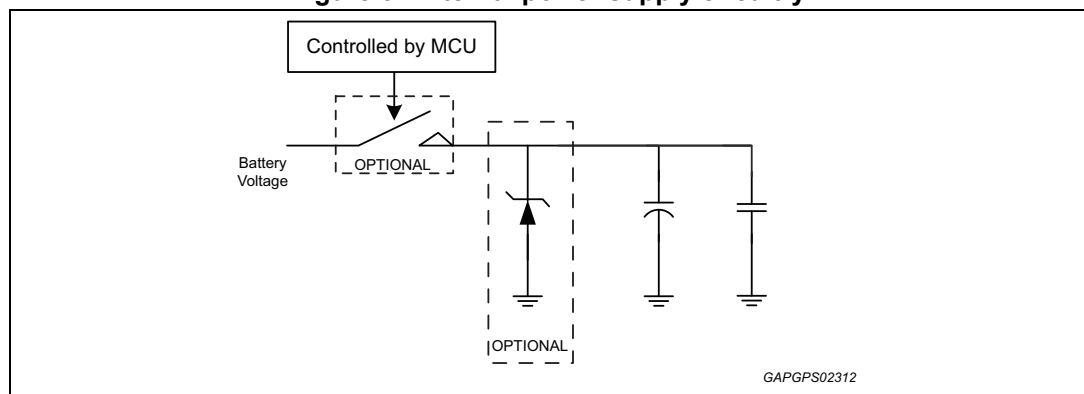 Controlled by MCU
Battery
Voltage
OPTIONAL
OPTIONAL
GAPGPS02312